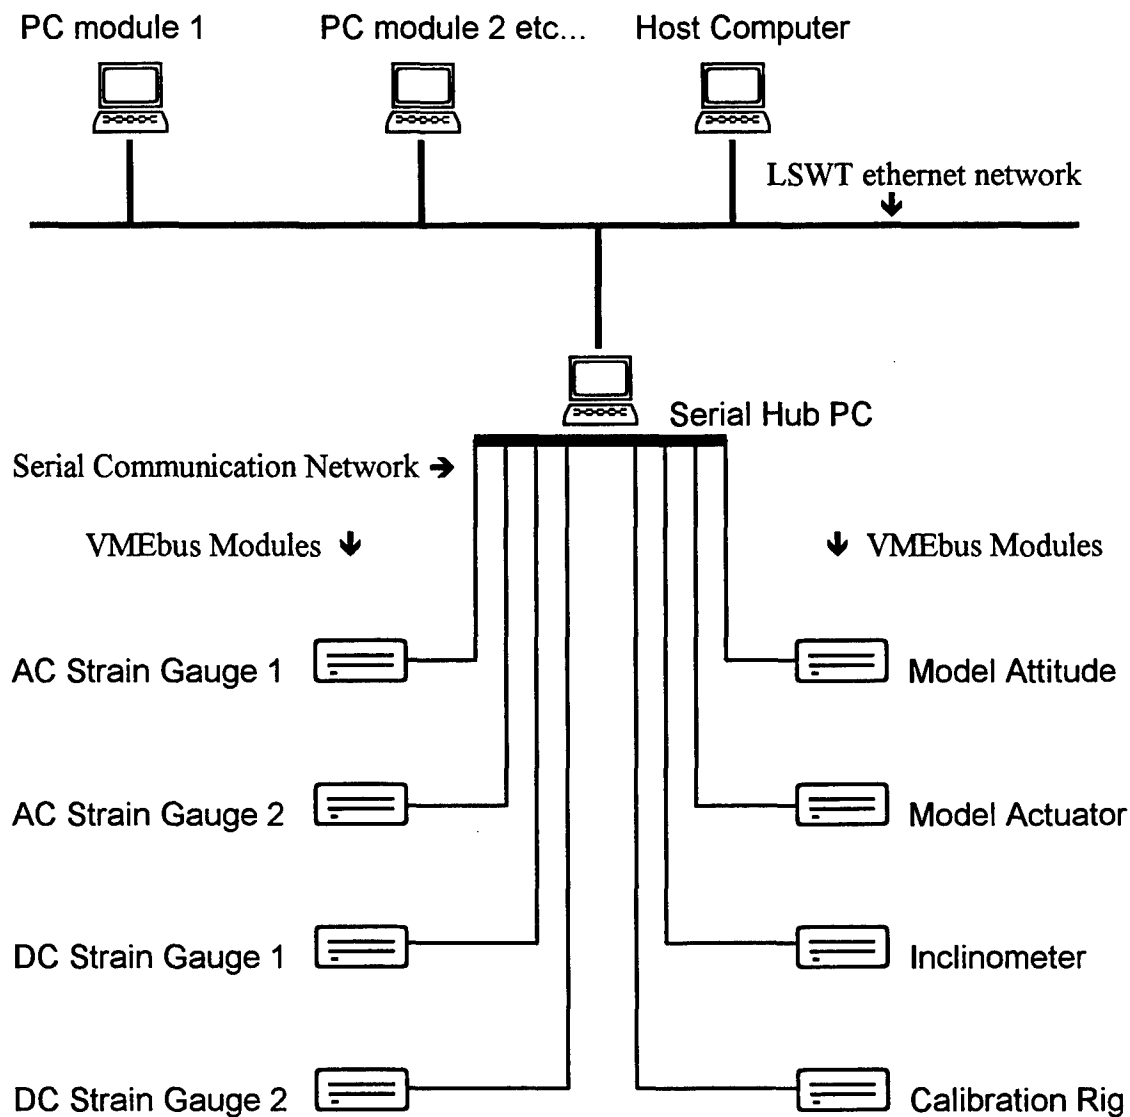 PC module 1
PC module 2 etc...
Host Computer
LSWT ethernet network
Serial Hub PC
Serial Communication Network →
VMEbus Modules ↓
↓ VMEbus Modules
AC Strain Gauge 1
Model Attitude
AC Strain Gauge 2
Model Actuator
DC Strain Gauge 1
Inclinometer
DC Strain Gauge 2
Calibration Rig